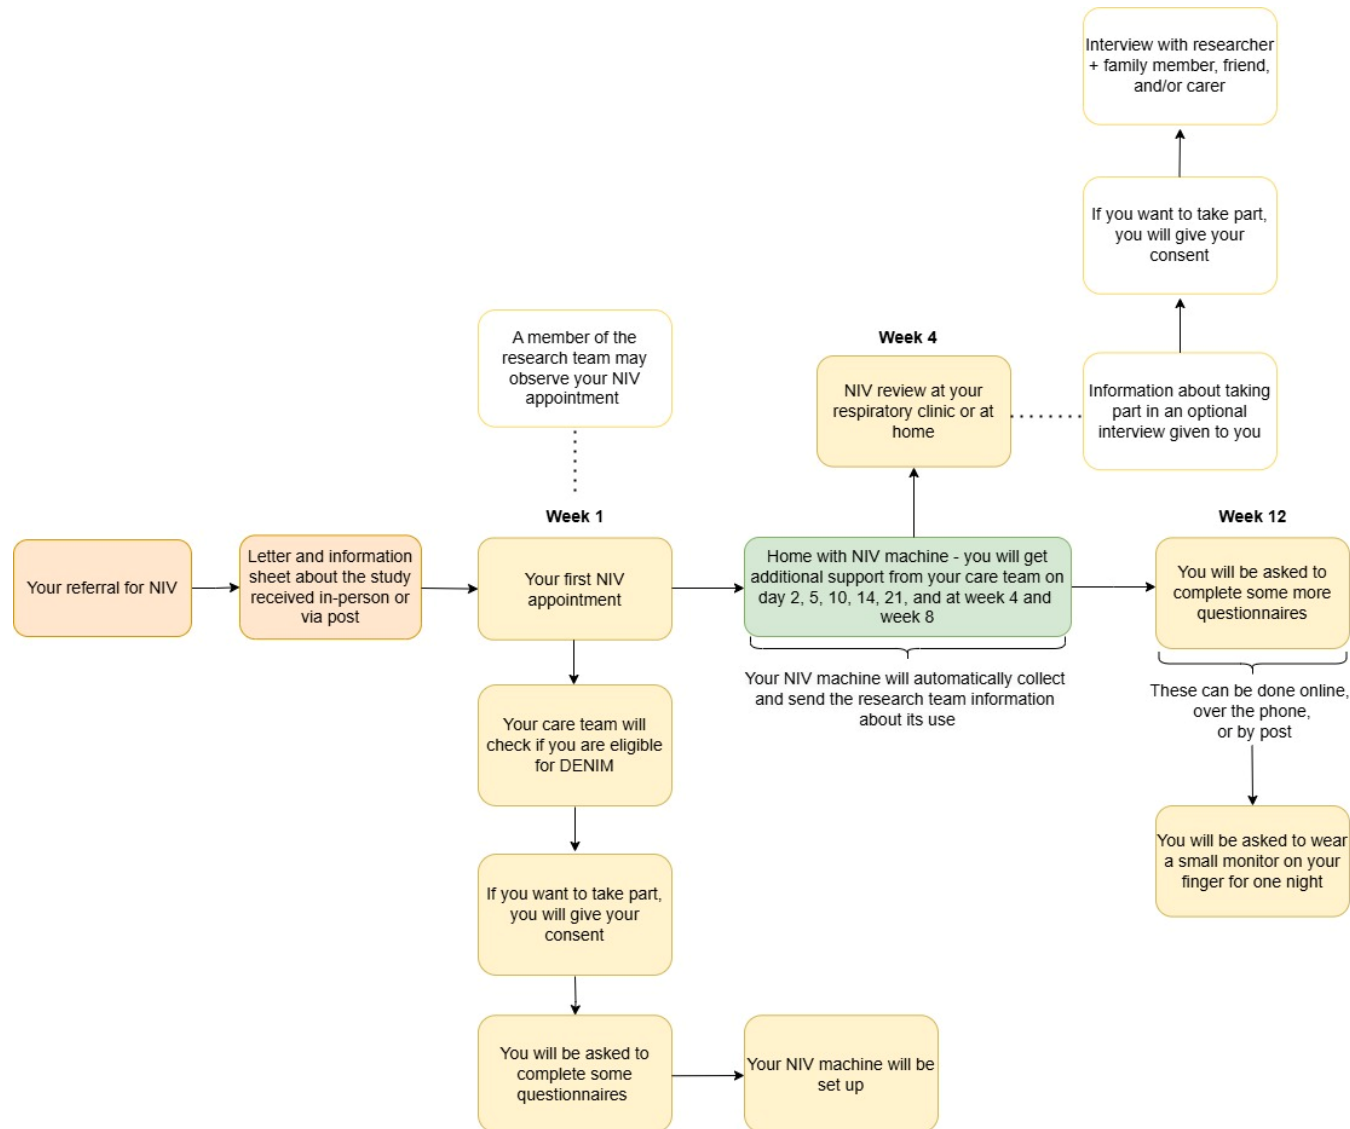 Interview with researcher
+ family member, friend,
and/or carer
If you want to take part,
you will give your
consent
A member of the
research team may
observe your NIV
appointment
Week 4
NIV review at your
respiratory clinic or at
home
Information about taking
part in an optional
interview given to you
Week 1
Week 12
Your referral for NIV
Letter and information
sheet about the study
received in-person or
via post
Your first NIV
appointment
Home with NIV machine - you will get
additional support from your care team on
day 2, 5, 10, 14, 21, and at week 4 and
week 8
You will be asked to
complete some more
questionnaires
Your NIV machine will automatically collect
and send the research team information
about its use
These can be done online,
over the phone,
or by post
Your care team will
check if you are eligible
for DENIM
You will be asked to wear
a small monitor on your
finger for one night
If you want to take part,
you will give your
consent
You will be asked to
complete some
questionnaires
Your NIV machine will be
set up